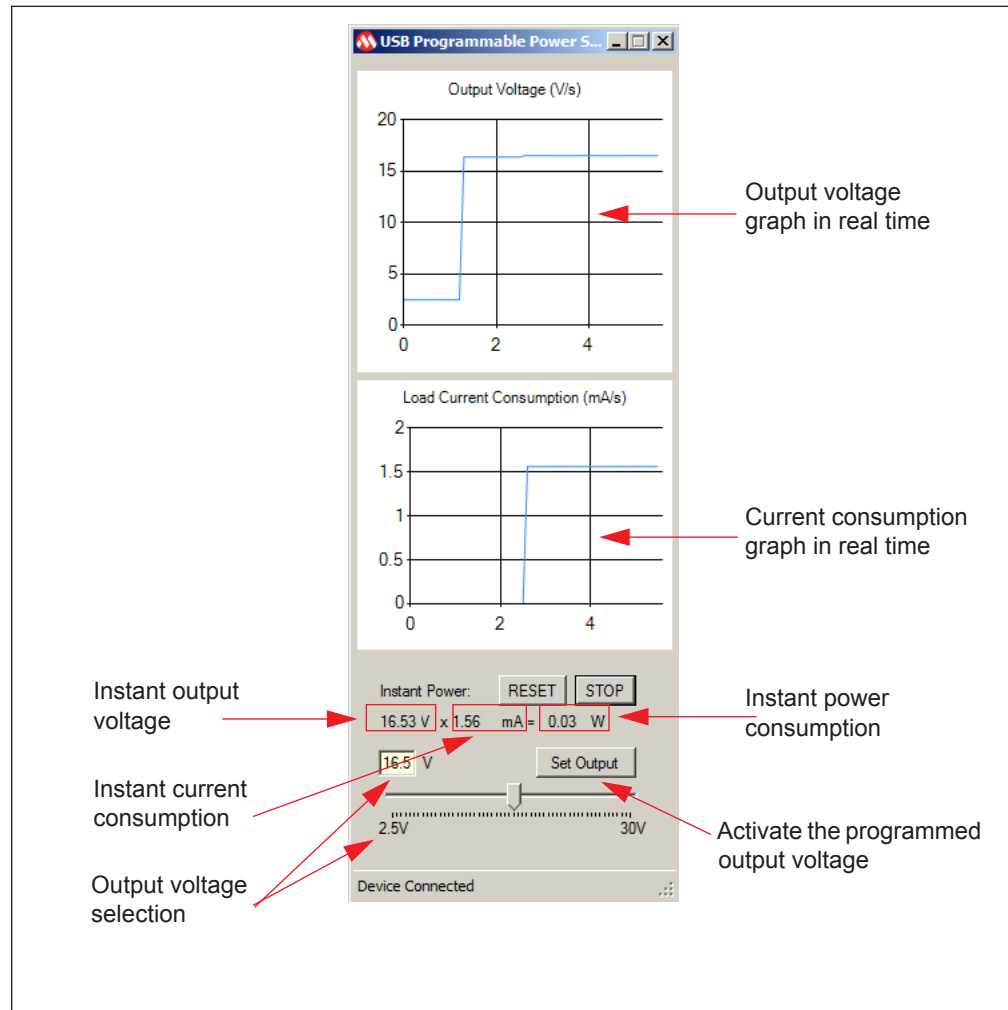 USB Programmable Power S...
Output Voltage (V/s)
20
15
10
5
0
0 2 4
Output voltage
graph in real time
Load Current Consumption (mA/s)
2
1.5
1
0.5
0
0 2 4
Current consumption
graph in real time
Instant output
voltage
Instant Power: RESET STOP
16.53 V x 1.56 mA = 0.03 W
Instant power
consumption
16.5 V Set Output
Instant current
consumption
2.5V 30V
Activate the programmed
output voltage
Output voltage
selection
Device Connected